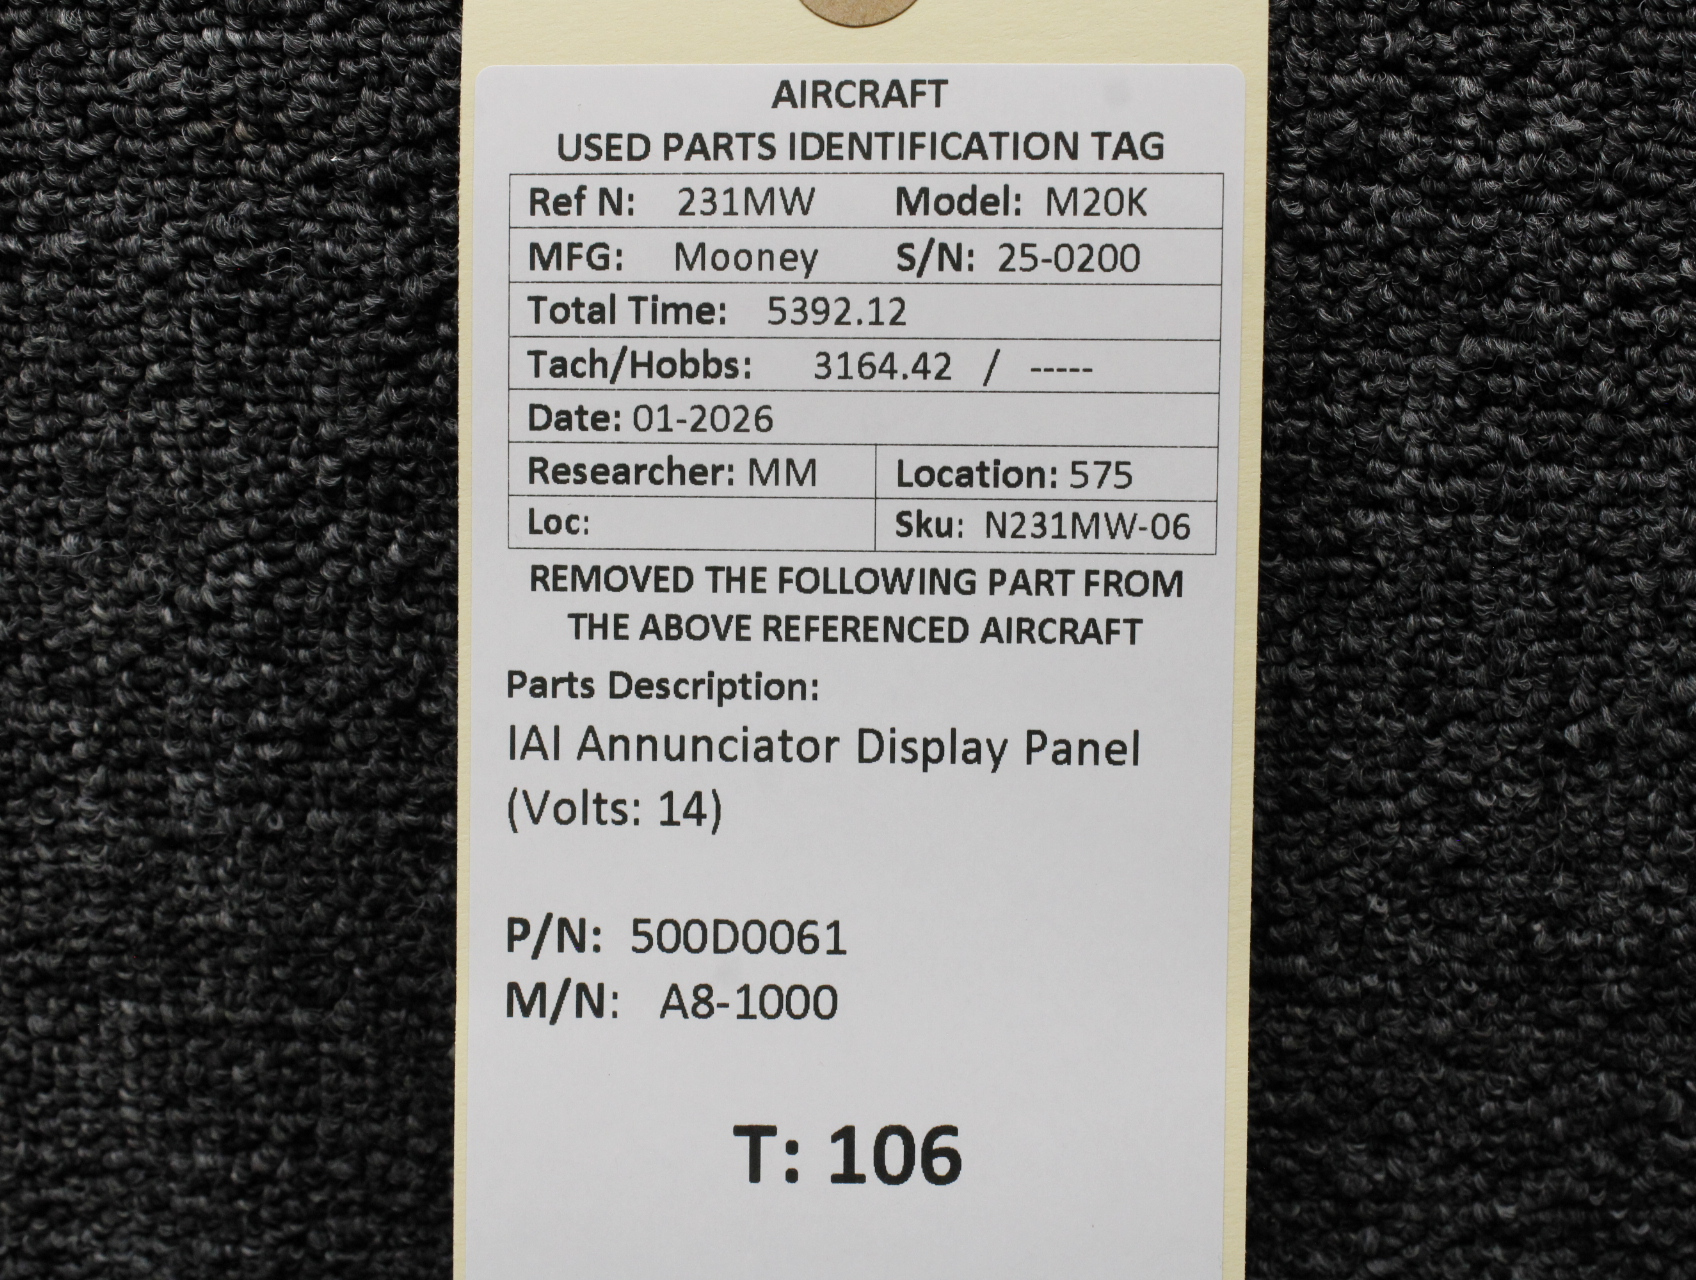 AIRCRAFT
USED PARTS IDENTIFICATION TAG
Ref N: 231MW Model: M20K
MFG: Mooney S/N: 25-0200
Total Time: 5392.12
Tach/Hobbs: 3164.42 / -----
Date: 01-2026
Researcher: MM Location: 575
Loc: Sku: N231MW-06
REMOVED THE FOLLOWING PART FROM
THE ABOVE REFERENCED AIRCRAFT
Parts Description:
IAI Annunciator Display Panel
(Volts: 14)
P/N: 500D0061
M/N: A8-1000
T: 106